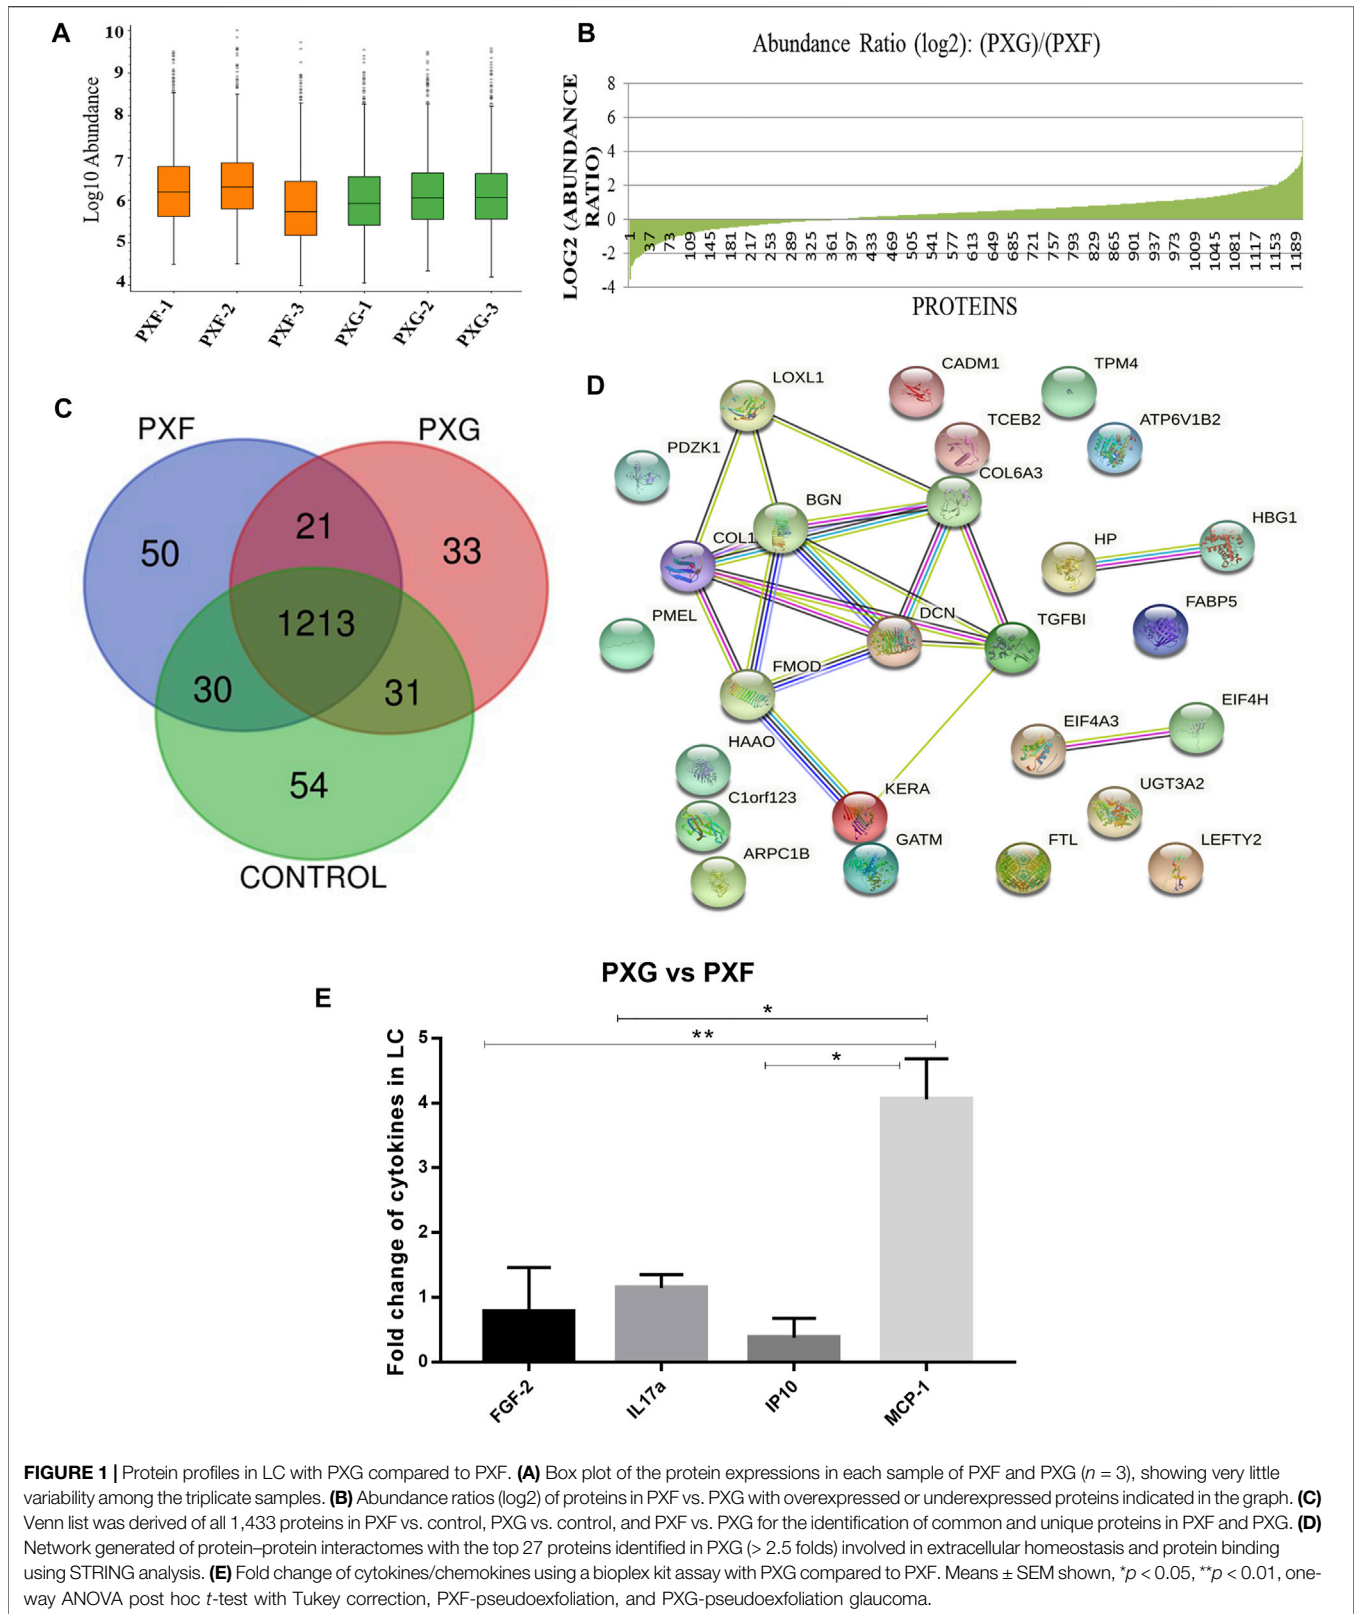 A
10
9
8
7
6
5
4
Log10 Abundance
PXF-1
PXF-2
PXF-3
PXG-1
PXG-2
PXG-3
B
Abundance Ratio (log2): (PXG)/(PXF)
LOG2 (ABUNDANCE
RATIO)
8
6
4
2
0
-2
-4
1 37 73 109 145 181 217 253 289 325 361 397 433 469 505 541 577 613 649 685 721 757 793 829 865 901 937 973 1009 1045 1081 1117 1153 1189
PROTEINS
C
PXF
PXG
50
21
33
1213
30
31
54
CONTROL
D
LOXL1
CADM1
TPM4
PDZK1
TCEB2
ATP6V1B2
COL6A3
BGN
COL1
HP
HBG1
PMEL
DCN
TGFBI
FABP5
FMOD
EIF4A3
EIF4H
HAAO
C1orf123
KERA
UGT3A2
ARPC1B
GATM
FTL
LEFTY2
E
PXG vs PXF
Fold change of cytokines in LC
5
4
3
2
1
0
*
**
*
FGF-2
IL17a
IP10
MCP-1
FIGURE 1 | Protein profiles in LC with PXG compared to PXF. (A) Box plot of the protein expressions in each sample of PXF and PXG (n = 3), showing very little
variability among the triplicate samples. (B) Abundance ratios (log2) of proteins in PXF vs. PXG with overexpressed or underexpressed proteins indicated in the graph. (C)
Venn list was derived of all 1,433 proteins in PXF vs. control, PXG vs. control, and PXF vs. PXG for the identification of common and unique proteins in PXF and PXG. (D)
Network generated of protein–protein interactomes with the top 27 proteins identified in PXG (> 2.5 folds) involved in extracellular homeostasis and protein binding
using STRING analysis. (E) Fold change of cytokines/chemokines using a bioplex kit assay with PXG compared to PXF. Means ± SEM shown, *p < 0.05, **p < 0.01, one-
way ANOVA post hoc t-test with Tukey correction, PXF-pseudoexfoliation, and PXG-pseudoexfoliation glaucoma.